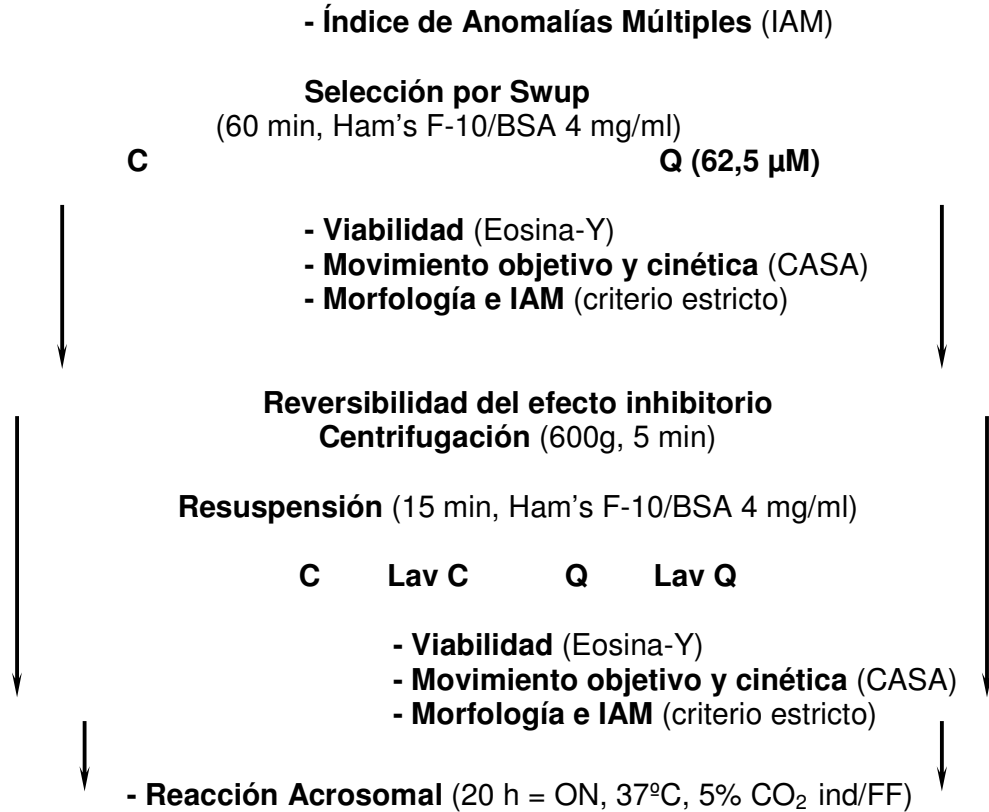 - Índice de Anomalías Múltiples (IAM)
Selección por Swup
(60 min, Ham's F-10/BSA 4 mg/ml)
C Q (62,5 µM)
- Viabilidad (Eosina-Y)
- Movimiento objetivo y cinética (CASA)
- Morfología e IAM (criterio estricto)
Reversibilidad del efecto inhibitorio
Centrifugación (600g, 5 min)
Resuspensión (15 min, Ham's F-10/BSA 4 mg/ml)
C Lav C Q Lav Q
- Viabilidad (Eosina-Y)
- Movimiento objetivo y cinética (CASA)
- Morfología e IAM (criterio estricto)
- Reacción Acrosomal (20 h = ON, 37ºC, 5% CO₂ ind/FF)